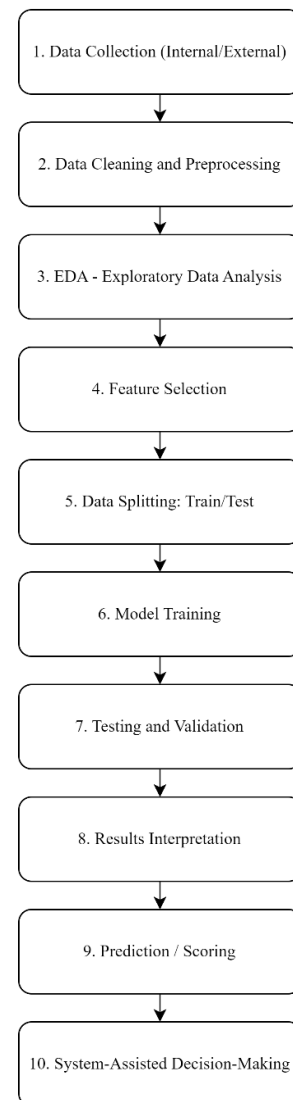 1. Data Collection (Internal/External)
2. Data Cleaning and Preprocessing
3. EDA - Exploratory Data Analysis
4. Feature Selection
5. Data Splitting: Train/Test
6. Model Training
7. Testing and Validation
8. Results Interpretation
9. Prediction / Scoring
10. System-Assisted Decision-Making